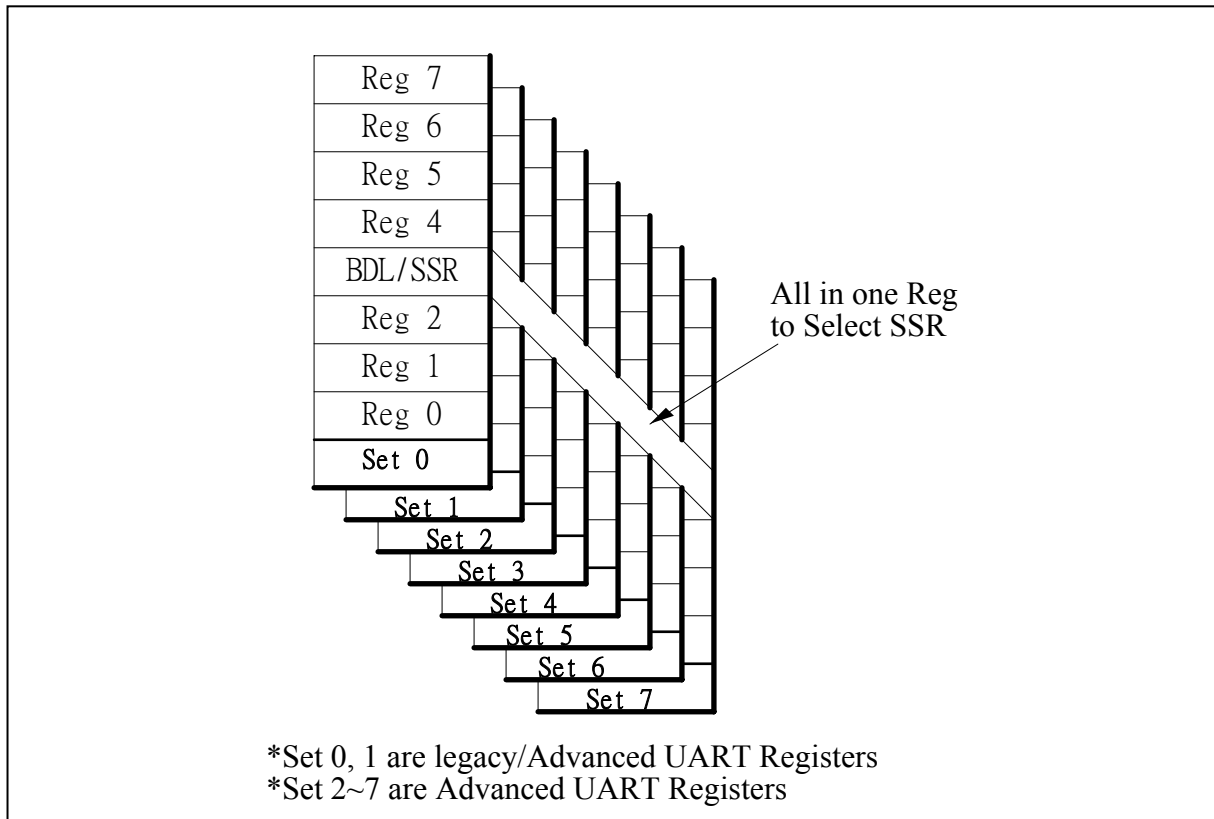 Reg 7
Reg 6
Reg 5
Reg 4
BDL/SSR
Reg 2
Reg 1
Reg 0
Set 0
Set 1
Set 2
Set 3
Set 4
Set 5
Set 6
Set 7
All in one Reg
to Select SSR
*Set 0, 1 are legacy/Advanced UART Registers
*Set 2~7 are Advanced UART Registers